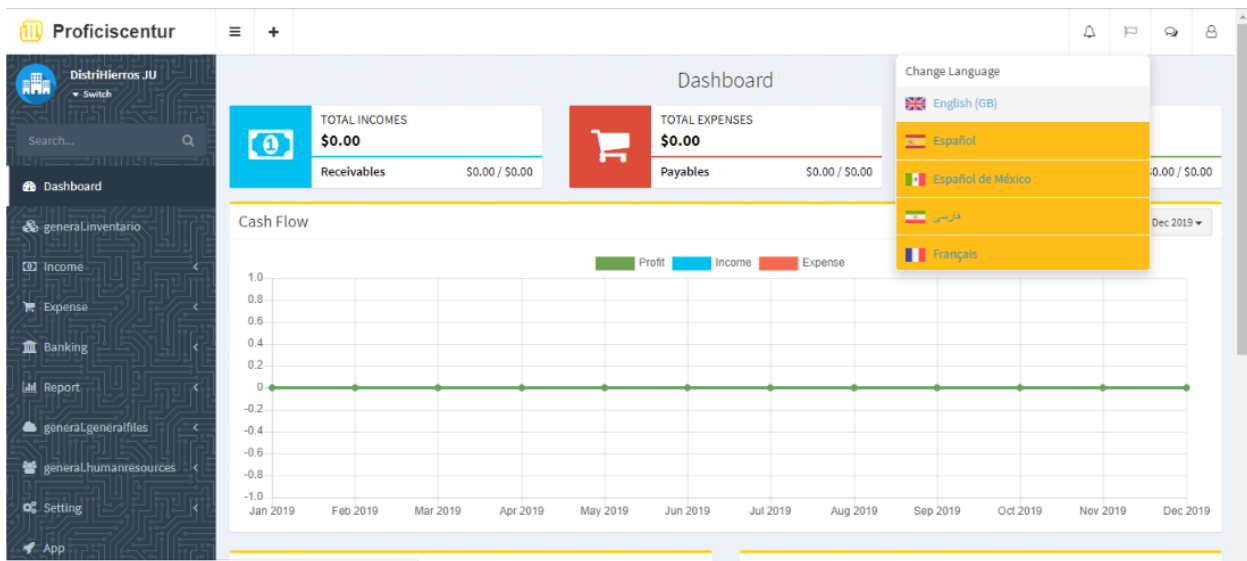 Proficiscentur
DistriHierros JU
Switch
Search...
Dashboard
general.inventario
Income
Expense
Banking
Report
general.generalfiles
general.humanresources
Setting
App
Dashboard
TOTAL INCOMES
$0.00
Receivables $0.00 / $0.00
TOTAL EXPENSES
$0.00
Payables $0.00 / $0.00
$0.00 / $0.00
Change Language
English (GB)
Español
Español de México
فارسی
Français
Cash Flow
Dec 2019
Profit Income Expense
1.0
0.8
0.6
0.4
0.2
0
-0.2
-0.4
-0.6
-0.8
-1.0
Jan 2019 Feb 2019 Mar 2019 Apr 2019 May 2019 Jun 2019 Jul 2019 Aug 2019 Sep 2019 Oct 2019 Nov 2019 Dec 2019